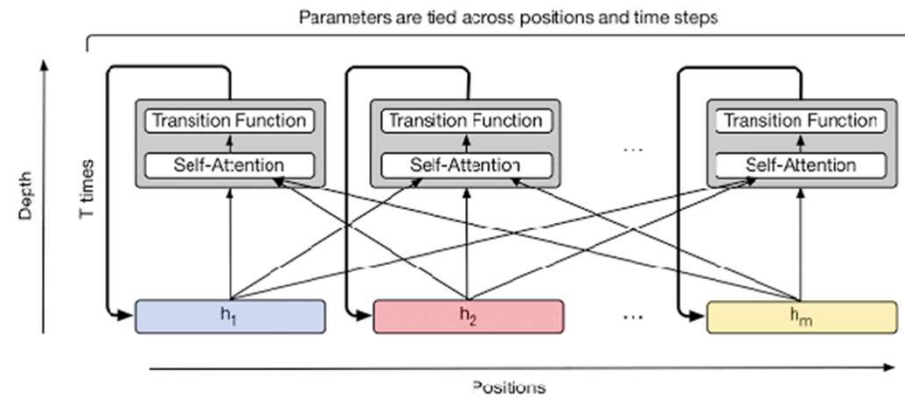 Parameters are tied across positions and time steps
Depth
T times
Transition Function
Self-Attention
Transition Function
Self-Attention
...
Transition Function
Self-Attention
h1
h2
...
hm
Positions